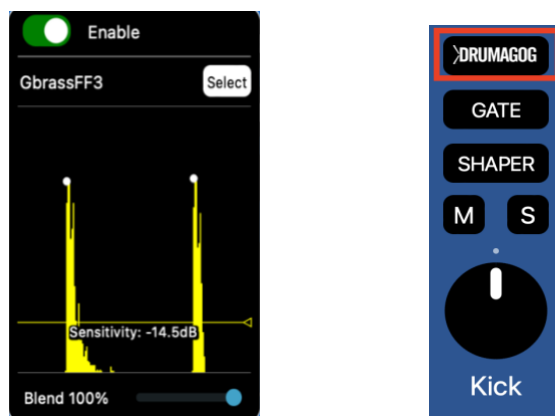 Enable
GbrassFF3 Select
Sensitivity: -14.5dB
Blend 100%
DRUMAGOG
GATE
SHAPER
M S
Kick